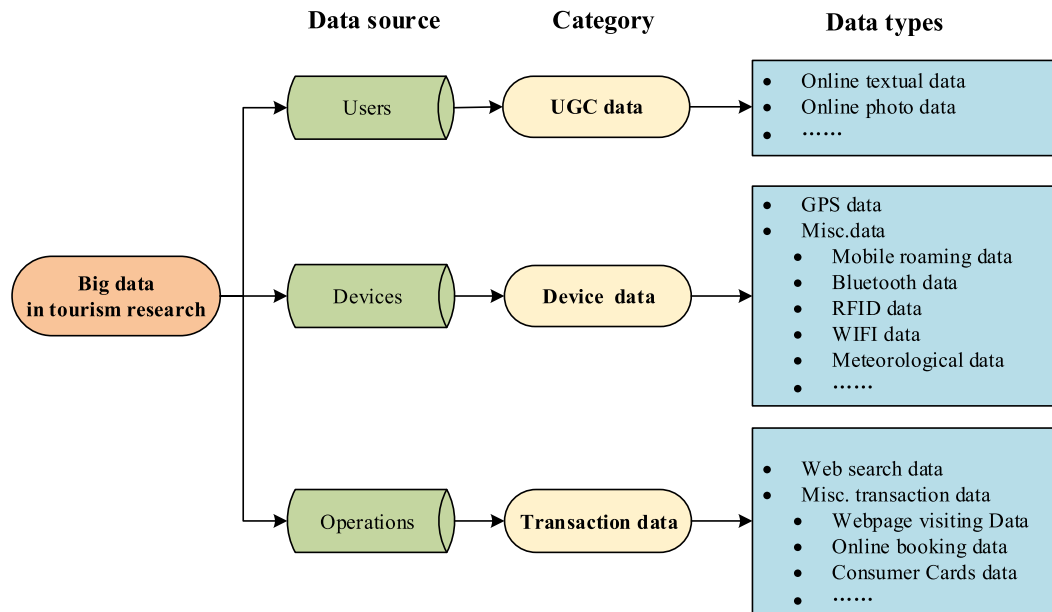 Data source
Category
Data types
Users
UGC data
• Online textual data
• Online photo data
• ……
Big data
in tourism research
Devices
Device data
• GPS data
• Misc.data
• Mobile roaming data
• Bluetooth data
• RFID data
• WIFI data
• Meteorological data
• ……
Operations
Transaction data
• Web search data
• Misc. transaction data
• Webpage visiting Data
• Online booking data
• Consumer Cards data
• ……